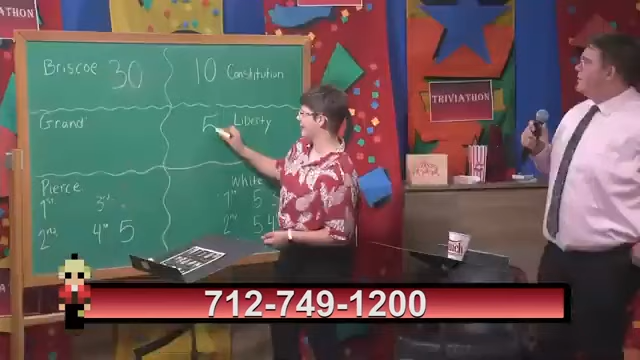 TRIVIATHON
Briscoe 30
10 Constitution
Grand
5 Liberty
TRIVIATHON
Pierce
1st
3rd
2nd
4th 5
White
1st 5
2nd 5 4
712-749-1200